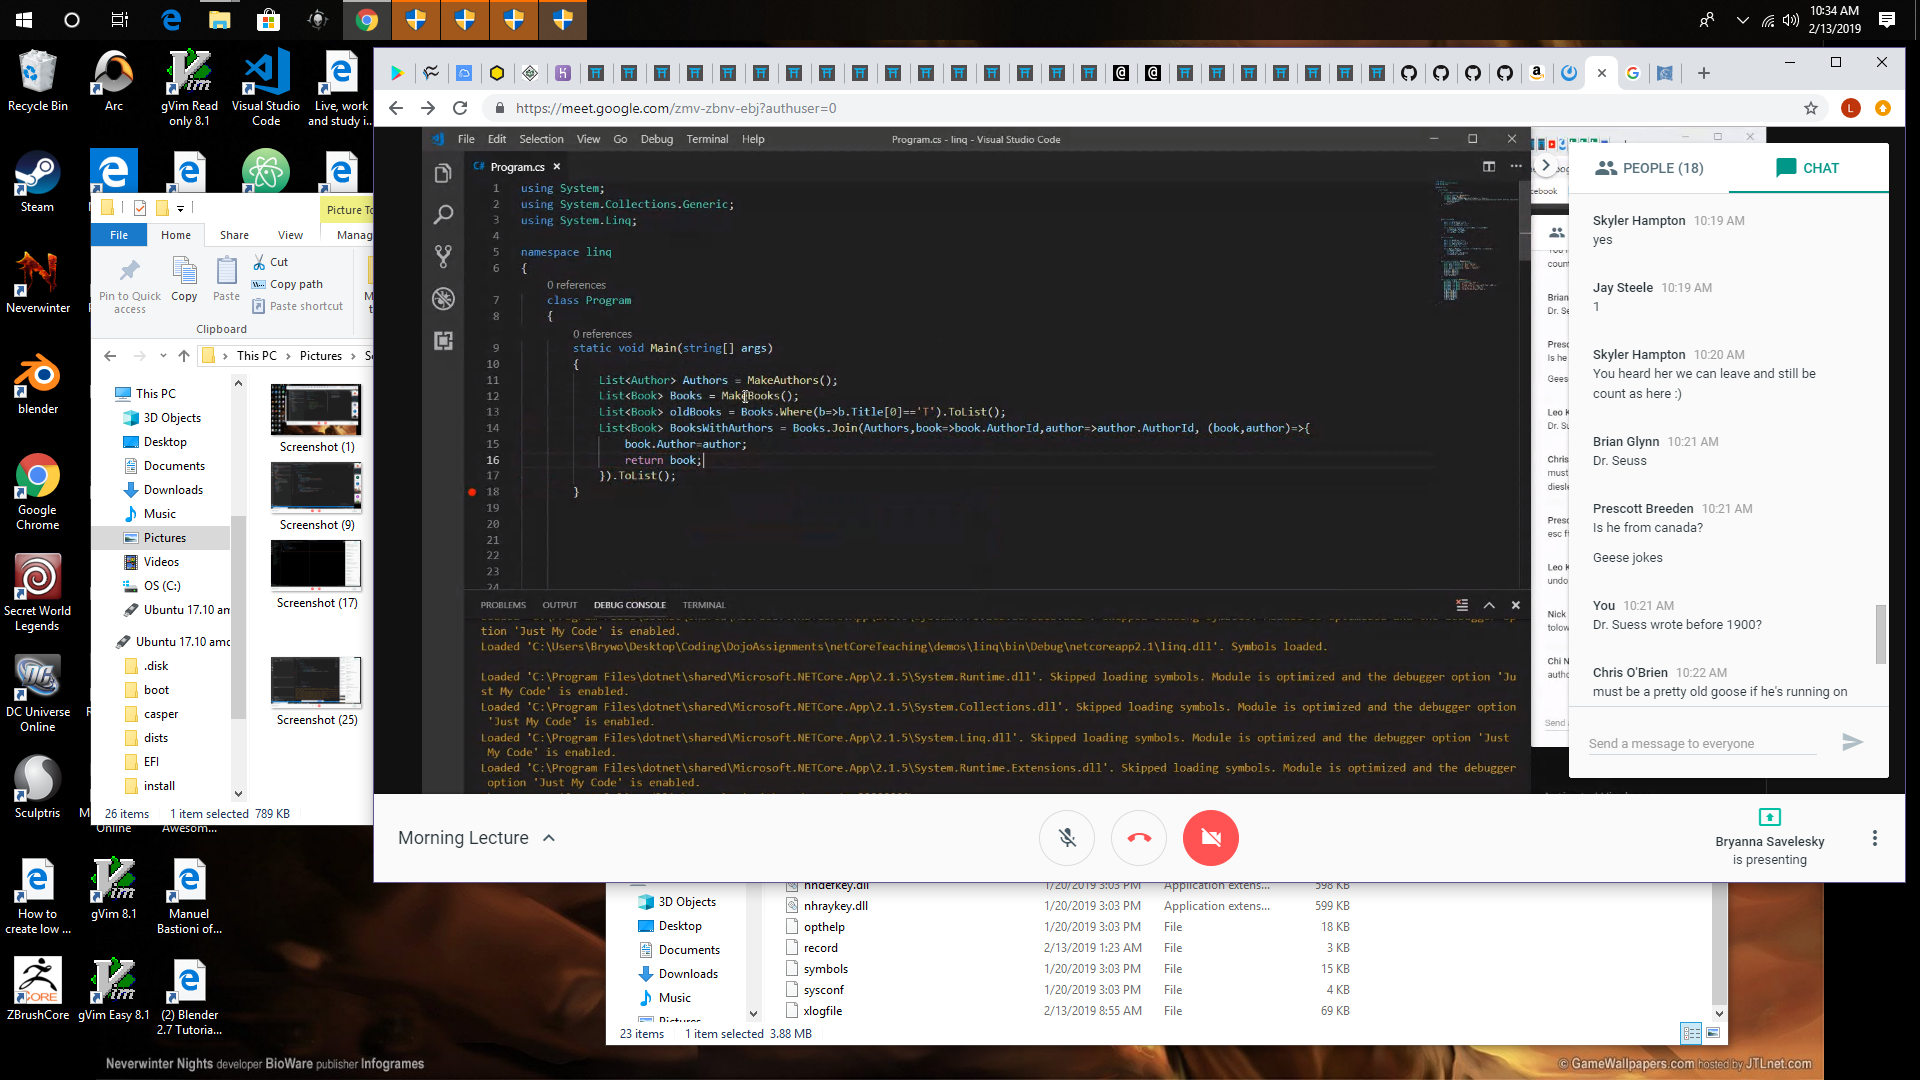 10:34 AM
2/13/2019
Recycle Bin
Arc
gVim Read
only 8.1
Visual Studio
Code
Live, work
and study i...
Steam
Neverwinter
blender
Google
Chrome
Secret World
Legends
DC Universe
Online
Sculptris
How to
create low ...
gVim 8.1
Manuel
Bastioni of...
ZBrushCore
gVim Easy 8.1
(2) Blender
2.7 Tutoria...
Online
Awesom...
Picture To
File
Home
Share
View
Manag
Pin to Quick
access
Copy
Paste
Cut
Copy path
Paste shortcut
Clipboard
This PC
Pictures
This PC
3D Objects
Desktop
Documents
Downloads
Music
Pictures
Videos
OS (C:)
Ubuntu 17.10 am
Ubuntu 17.10 amd
.disk
boot
casper
dists
EFI
install
Screenshot (1)
Screenshot (9)
Screenshot (17)
Screenshot (25)
26 items
1 item selected 789 KB
https://meet.google.com/zmv-zbnv-ebj?authuser=0
File Edit Selection View Go Debug Terminal Help
Program.cs - linq - Visual Studio Code
Program.cs
1 using System;
2 using System.Collections.Generic;
3 using System.Linq;
4
5 namespace linq
6 {
0 references
7 class Program
8 {
0 references
9 static void Main(string[] args)
10 {
11 List<Author> Authors = MakeAuthors();
12 List<Book> Books = MakeBooks();
13 List<Book> oldBooks = Books.Where(b=>b.Title[0]=='T').ToList();
14 List<Book> BooksWithAuthors = Books.Join(Authors,book=>book.AuthorId,author=>author.AuthorId, (book,author)=>{
15 book.Author=author;
16 return book;
17 }).ToList();
18 }
19
20
21
22
23
24
PROBLEMS OUTPUT DEBUG CONSOLE TERMINAL
tion 'Just My Code' is enabled.
Loaded 'C:\Users\Brywo\Desktop\Coding\DojoAssignments\netCoreTeaching\demos\linq\bin\Debug\netcoreapp2.1\linq.dll'. Symbols loaded.
Loaded 'C:\Program Files\dotnet\shared\Microsoft.NETCore.App\2.1.5\System.Runtime.dll'. Skipped loading symbols. Module is optimized and the debugger option 'Ju
st My Code' is enabled.
Loaded 'C:\Program Files\dotnet\shared\Microsoft.NETCore.App\2.1.5\System.Collections.dll'. Skipped loading symbols. Module is optimized and the debugger option
'Just My Code' is enabled.
Loaded 'C:\Program Files\dotnet\shared\Microsoft.NETCore.App\2.1.5\System.Linq.dll'. Skipped loading symbols. Module is optimized and the debugger option 'Just
My Code' is enabled.
Loaded 'C:\Program Files\dotnet\shared\Microsoft.NETCore.App\2.1.5\System.Runtime.Extensions.dll'. Skipped loading symbols. Module is optimized and the debugger
option 'Just My Code' is enabled.
PEOPLE (18)
CHAT
Skyler Hampton 10:19 AM
yes
Jay Steele 10:19 AM
1
Skyler Hampton 10:20 AM
You heard her we can leave and still be
count as here :)
Brian Glynn 10:21 AM
Dr. Seuss
Prescott Breeden 10:21 AM
Is he from canada?
Geese jokes
You 10:21 AM
Dr. Suess wrote before 1900?
Chris O'Brien 10:22 AM
must be a pretty old goose if he's running on
Send a message to everyone
Morning Lecture
Bryanna Savelesky
is presenting
3D Objects
Desktop
Documents
Downloads
Music
Pictures
nhdefkey.dll 1/20/2019 3:03 PM Application extens... 598 KB
nhraykey.dll 1/20/2019 3:03 PM Application extens... 599 KB
opthelp 1/20/2019 3:03 PM File 18 KB
record 2/13/2019 1:23 AM File 3 KB
symbols 1/20/2019 3:03 PM File 15 KB
sysconf 1/20/2019 3:03 PM File 4 KB
xlogfile 2/13/2019 8:55 AM File 69 KB
23 items
1 item selected 3.88 MB
Neverwinter Nights developer BioWare publisher Infogrames
© GameWallpapers.com hosted by JTLnet.com